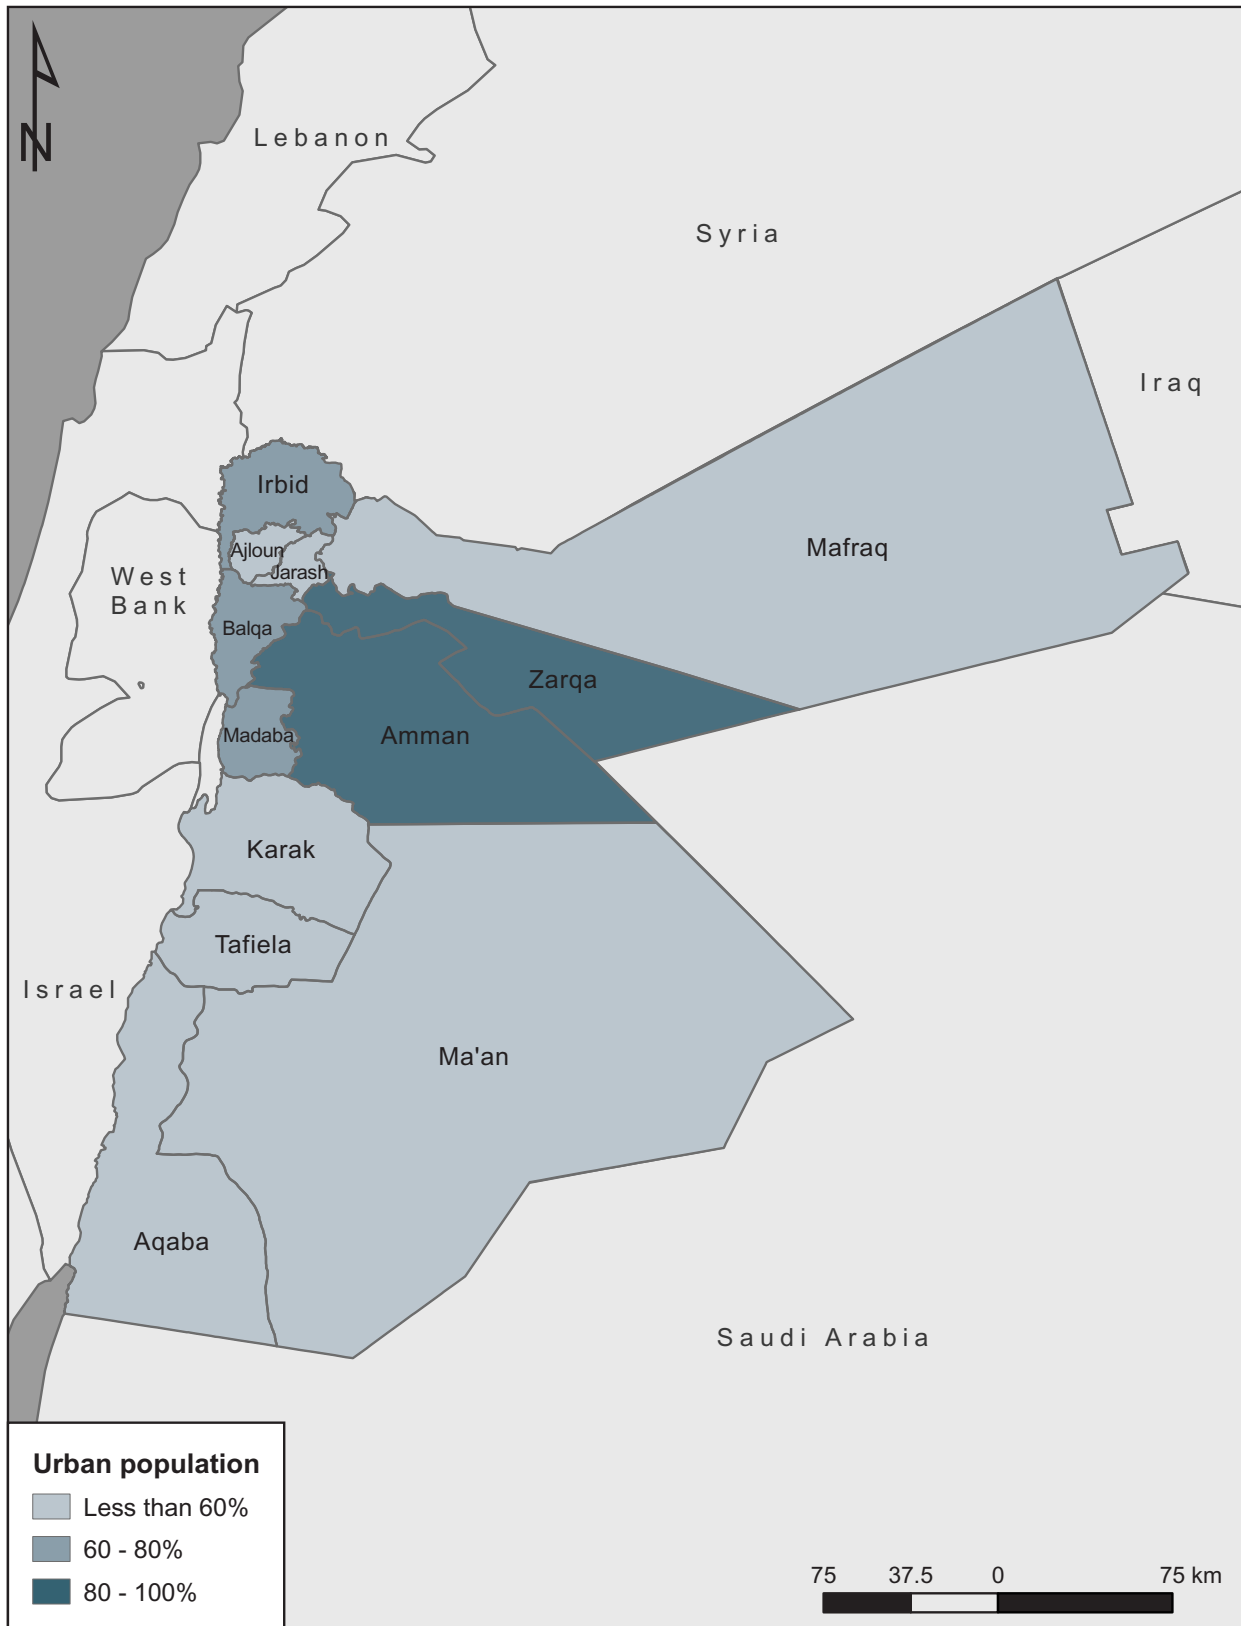 N
Lebanon
Syria
Iraq
Irbid
Mafraq
Ajloun
Jarash
West
Bank
Balqa
Zarqa
Madaba
Amman
Karak
Tafiela
Israel
Ma'an
Aqaba
Saudi Arabia
Urban population
Less than 60%
60 - 80%
80 - 100%
75 37.5 0 75 km